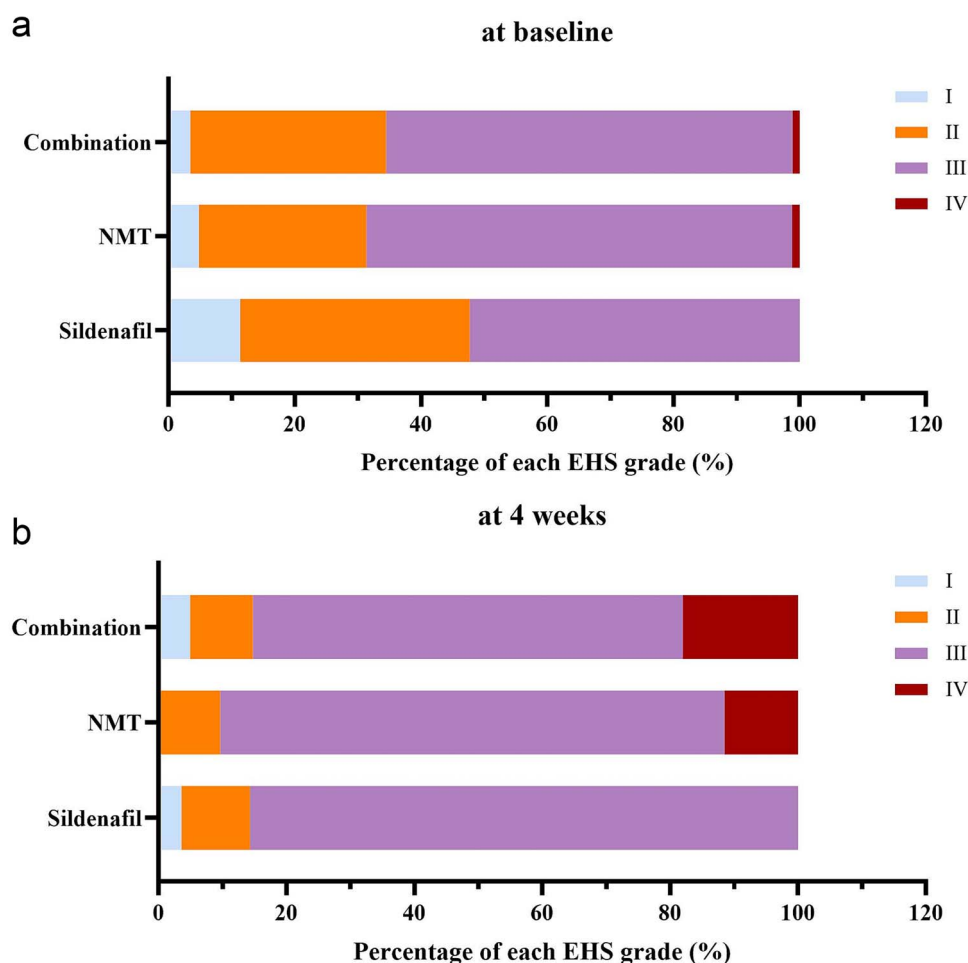 a
at baseline
I
II
III
IV
Combination
NMT
Sildenafil
0 20 40 60 80 100 120
Percentage of each EHS grade (%)
b
at 4 weeks
I
II
III
IV
Combination
NMT
Sildenafil
0 20 40 60 80 100 120
Percentage of each EHS grade (%)